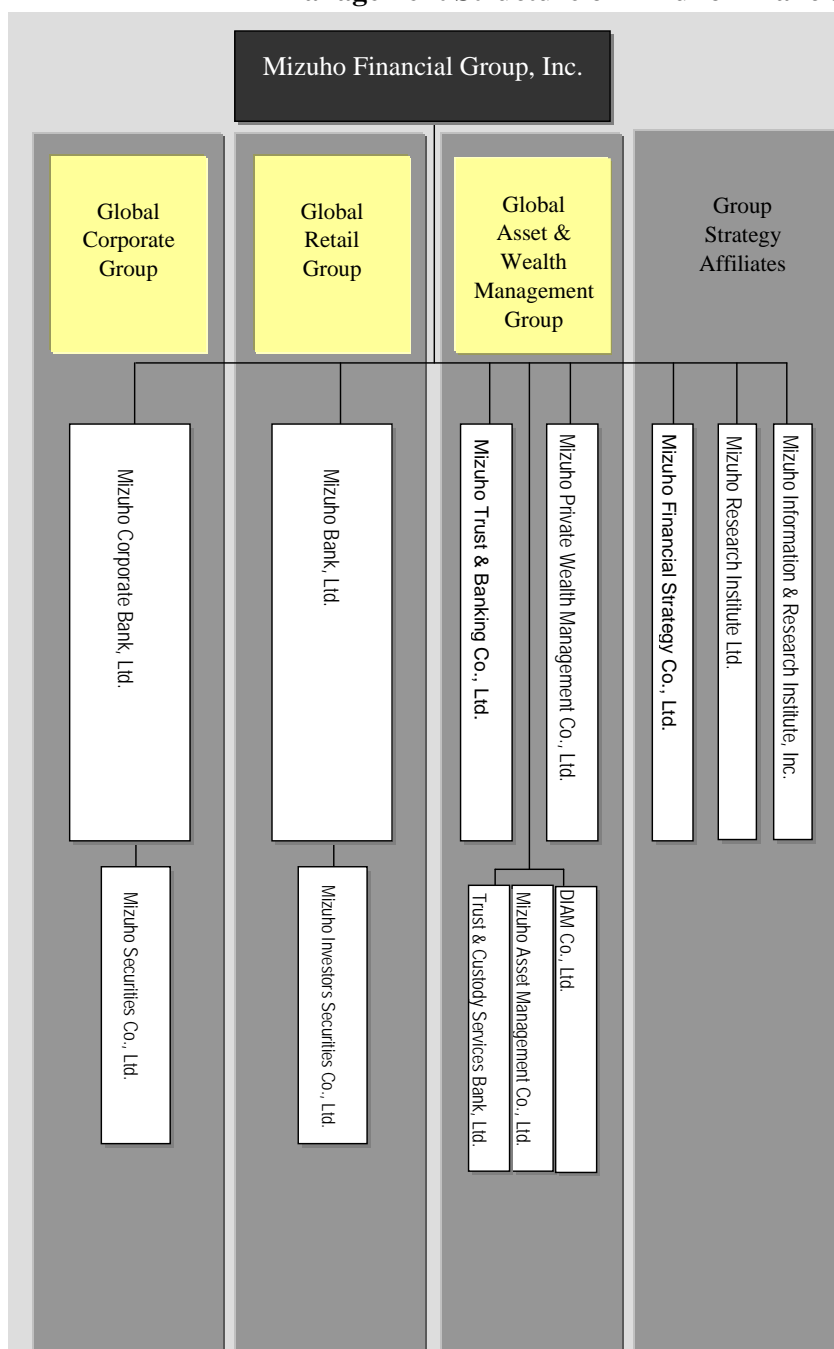 Mizuho Financial Group, Inc.
Global
Corporate
Group
Global
Retail
Group
Global
Asset &
Wealth
Management
Group
Group
Strategy
Affiliates
Mizuho Corporate Bank, Ltd.
Mizuho Bank, Ltd.
Mizuho Trust & Banking Co., Ltd.
Mizuho Private Wealth Management Co., Ltd.
Mizuho Financial Strategy Co., Ltd.
Mizuho Research Institute Ltd.
Mizuho Information & Research Institute, Inc.
Mizuho Securities Co., Ltd.
Mizuho Investors Securities Co., Ltd.
Trust & Custody Services Bank, Ltd.
Mizuho Asset Management Co., Ltd.
DIAM Co., Ltd.